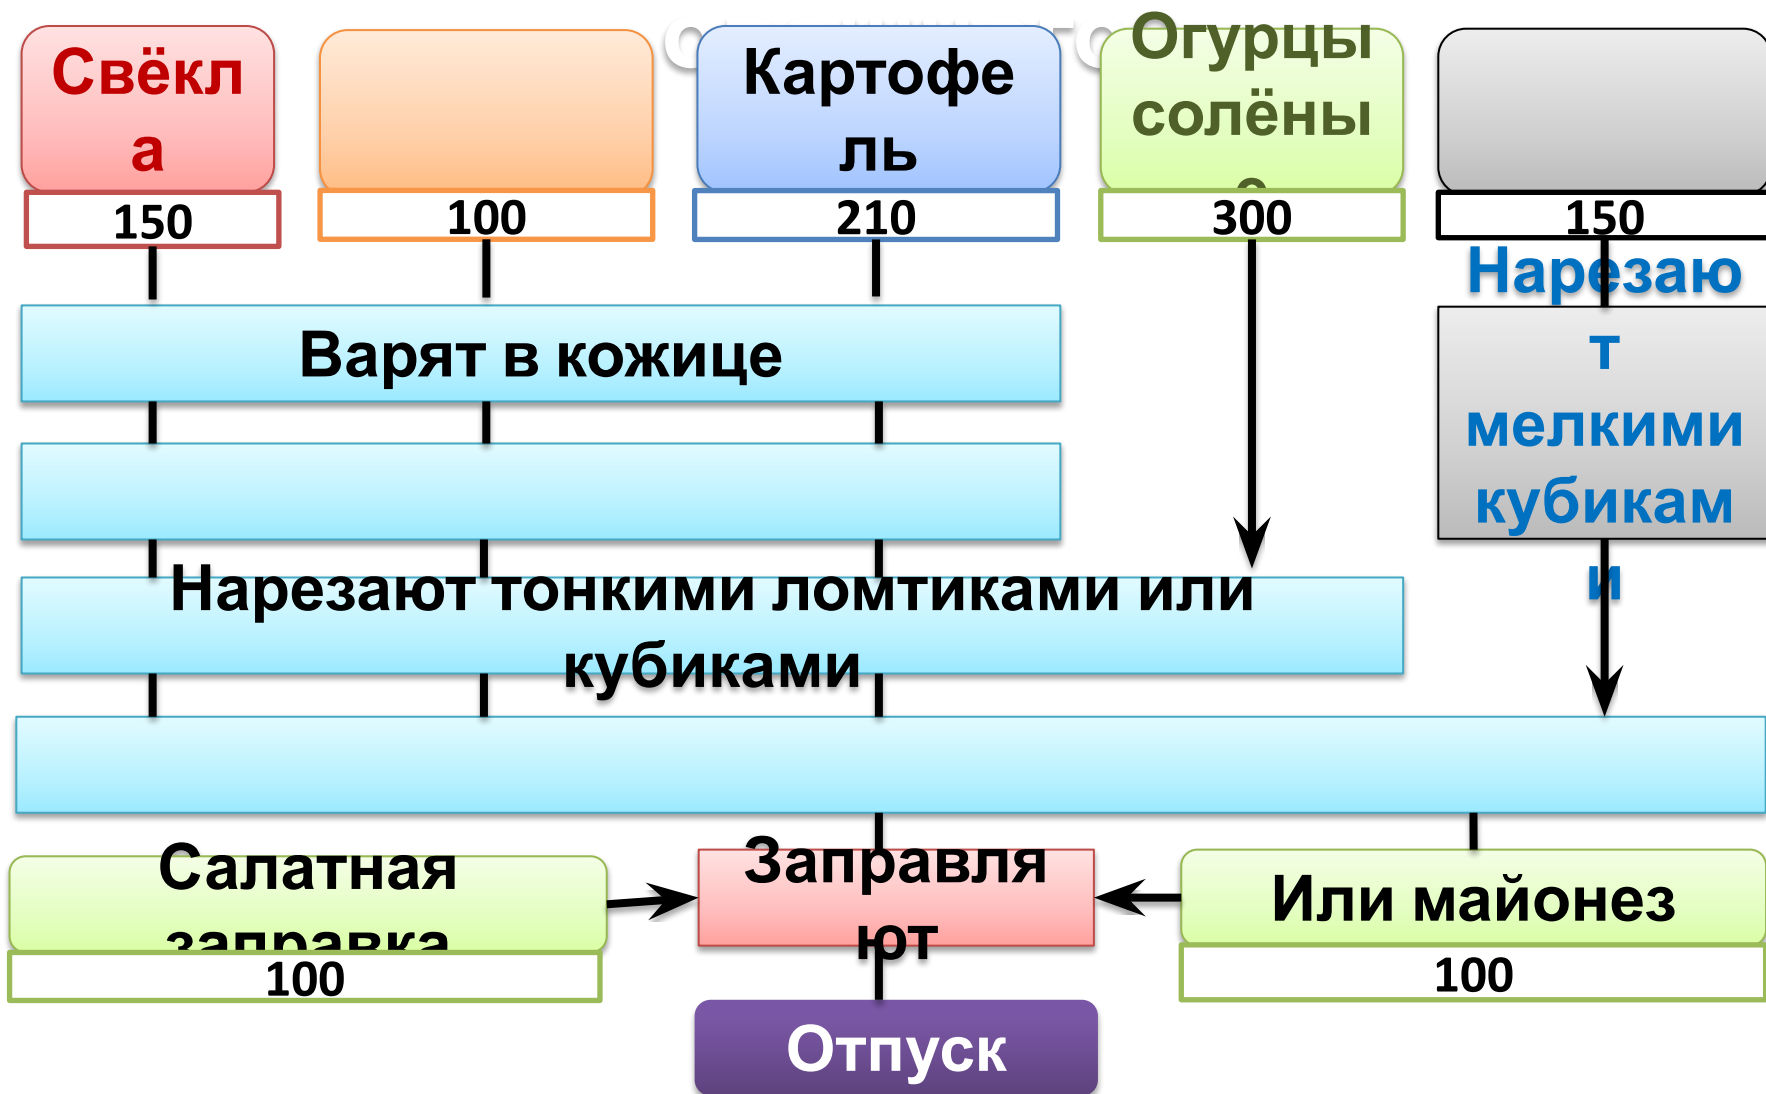 Свёкл
а
Картофе
ль
Огурцы
солёны
150
100
210
300
150
Нарезаю
т
мелкими
кубикам
и
Варят в кожице
Нарезают тонкими ломтиками или
кубиками
Салатная
заправка
100
Заправля
ют
Или майонез
100
Отпуск